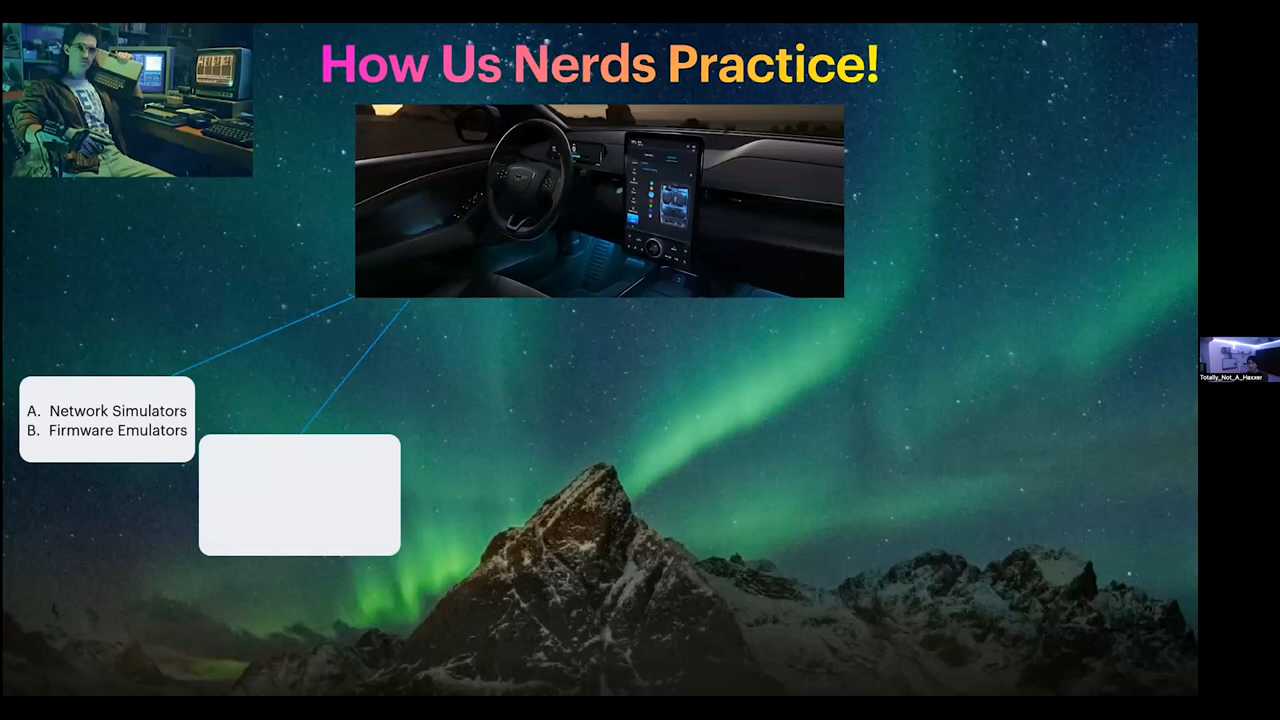 How Us Nerds Practice!
A. Network Simulators
B. Firmware Emulators
Totally_Not_A_Haxxer